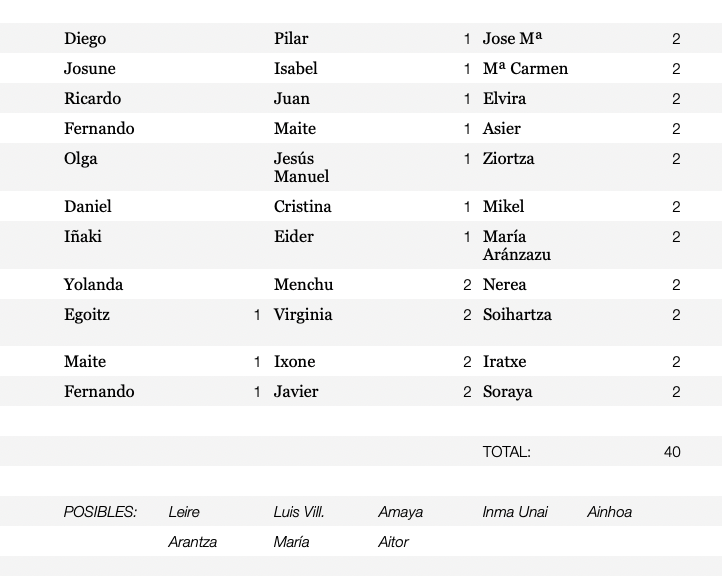 Diego Pilar 1 Jose Mª 2
Josune Isabel 1 Mª Carmen 2
Ricardo Juan 1 Elvira 2
Fernando Maite 1 Asier 2
Olga Jesús Manuel 1 Ziortza 2
Daniel Cristina 1 Mikel 2
Iñaki Eider 1 María Aránzazu 2
Yolanda Menchu 2 Nerea 2
Egoitz 1 Virginia 2 Soihartza 2
Maite 1 Ixone 2 Iratxe 2
Fernando 1 Javier 2 Soraya 2
TOTAL: 40
POSIBLES: Leire Luis Vill. Amaya Inma Unai Ainhoa
Arantza María Aitor